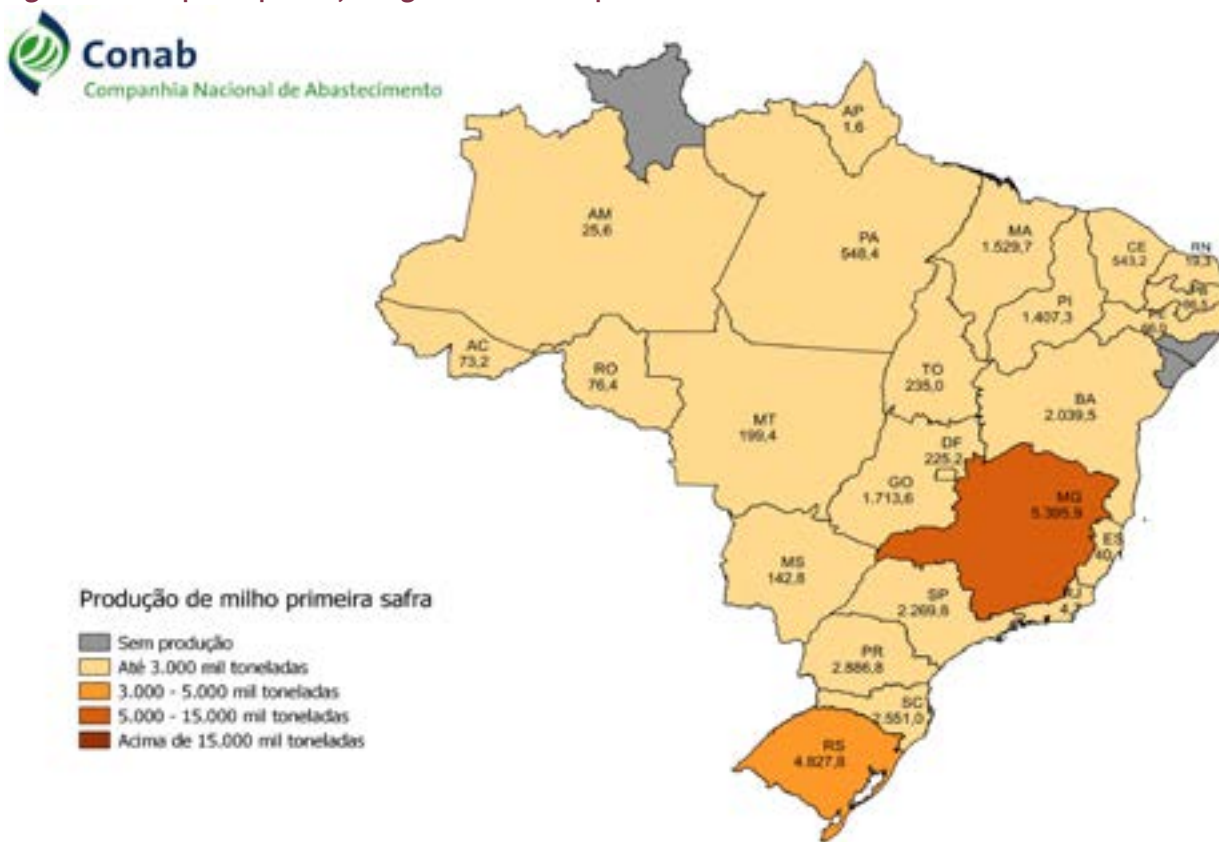 Conab
Companhia Nacional de Abastecimento
AP
1.6
AM
25,6
PA
548,4
MA
1.529,7
CE
543,2
RN
19,3
PI
1.407,3
AC
73,2
RO
76,4
TO
235,0
BA
2.039,5
MT
199,4
DF
225,2
GO
1.713,6
MG
5.395,9
ES
40,1
MS
142,8
SP
2.269,8
RJ
PR
2.886,8
SC
2.551,0
RS
4.827,8
Produção de milho primeira safra
Sem produção
Até 3.000 mil toneladas
3.000 - 5.000 mil toneladas
5.000 - 15.000 mil toneladas
Acima de 15.000 mil toneladas